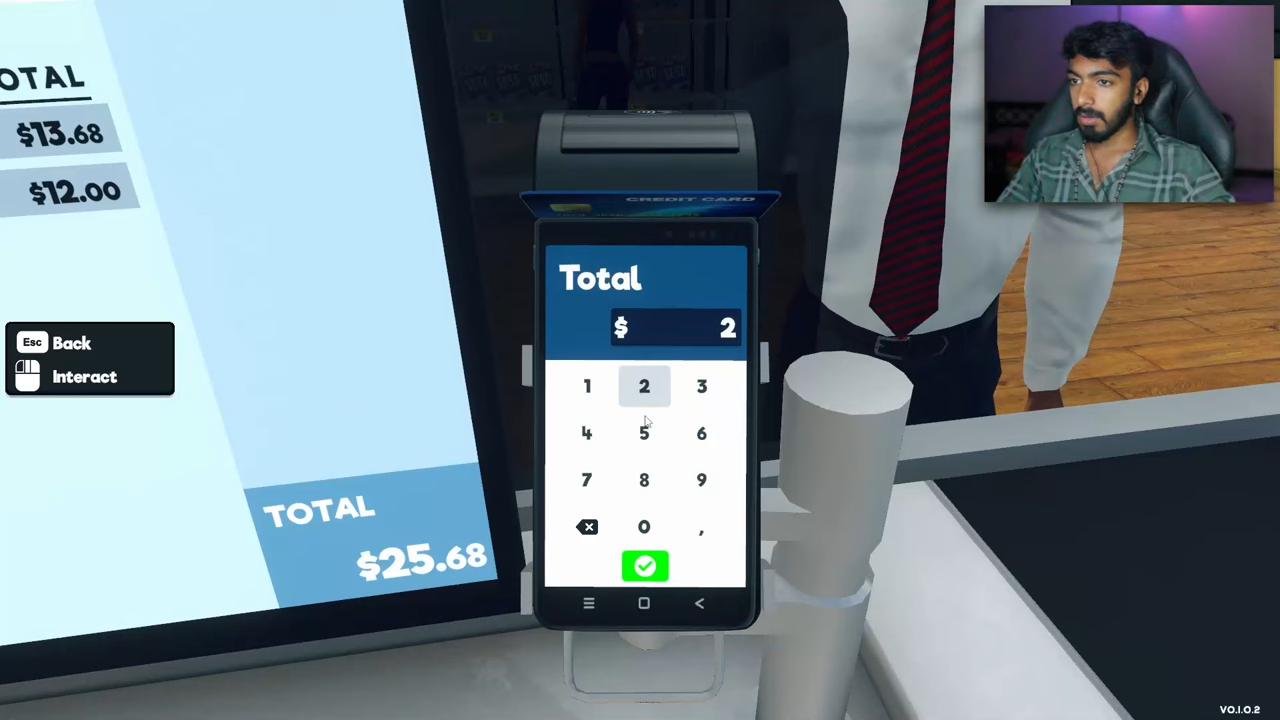 OTAL
$13.68
$12.00
Esc Back
Interact
TOTAL
$25.68
CREDIT CARD
Total
$ 2
1 2 3
4 5 6
7 8 9
0 ,
V0.1.0.2